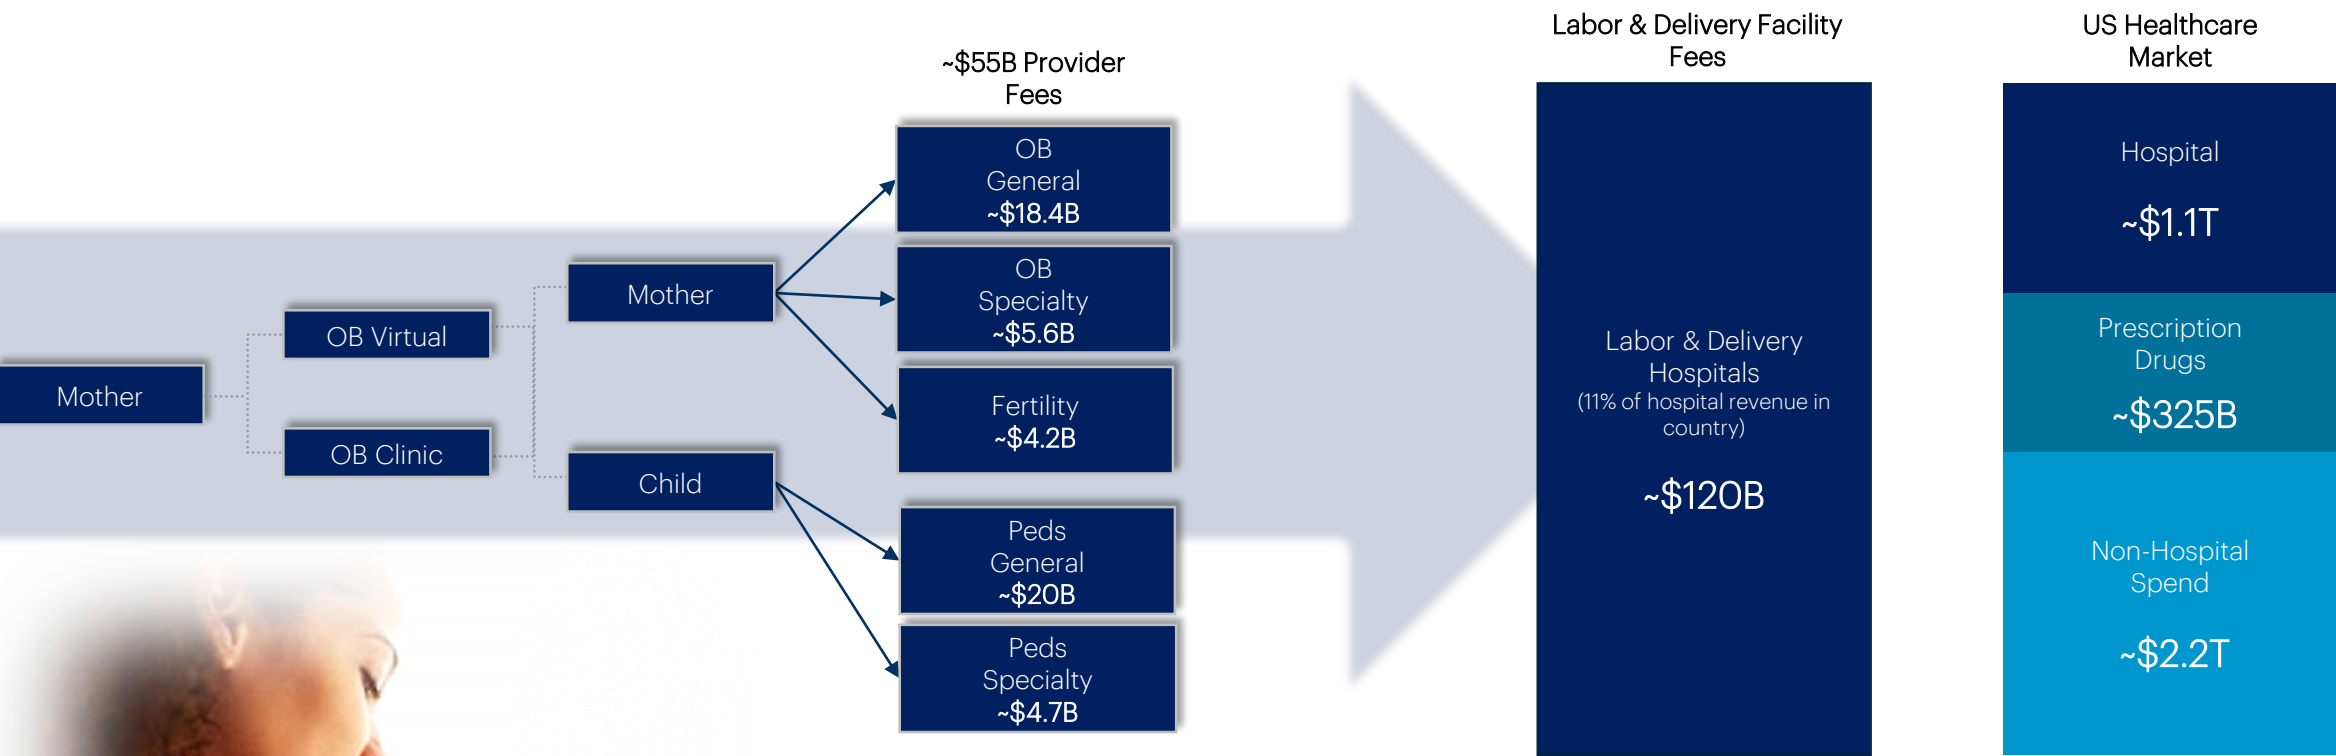 Mother
OB Virtual
OB Clinic
Mother
Child
~$55B Provider
Fees
OB
General
~$18.4B
OB
Specialty
~$5.6B
Fertility
~$4.2B
Peds
General
~$20B
Peds
Specialty
~$4.7B
Labor & Delivery Facility
Fees
Labor & Delivery
Hospitals
(11% of hospital revenue in
country)
~$120B
US Healthcare
Market
Hospital
~$1.1T
Prescription
Drugs
~$325B
Non-Hospital
Spend
~$2.2T